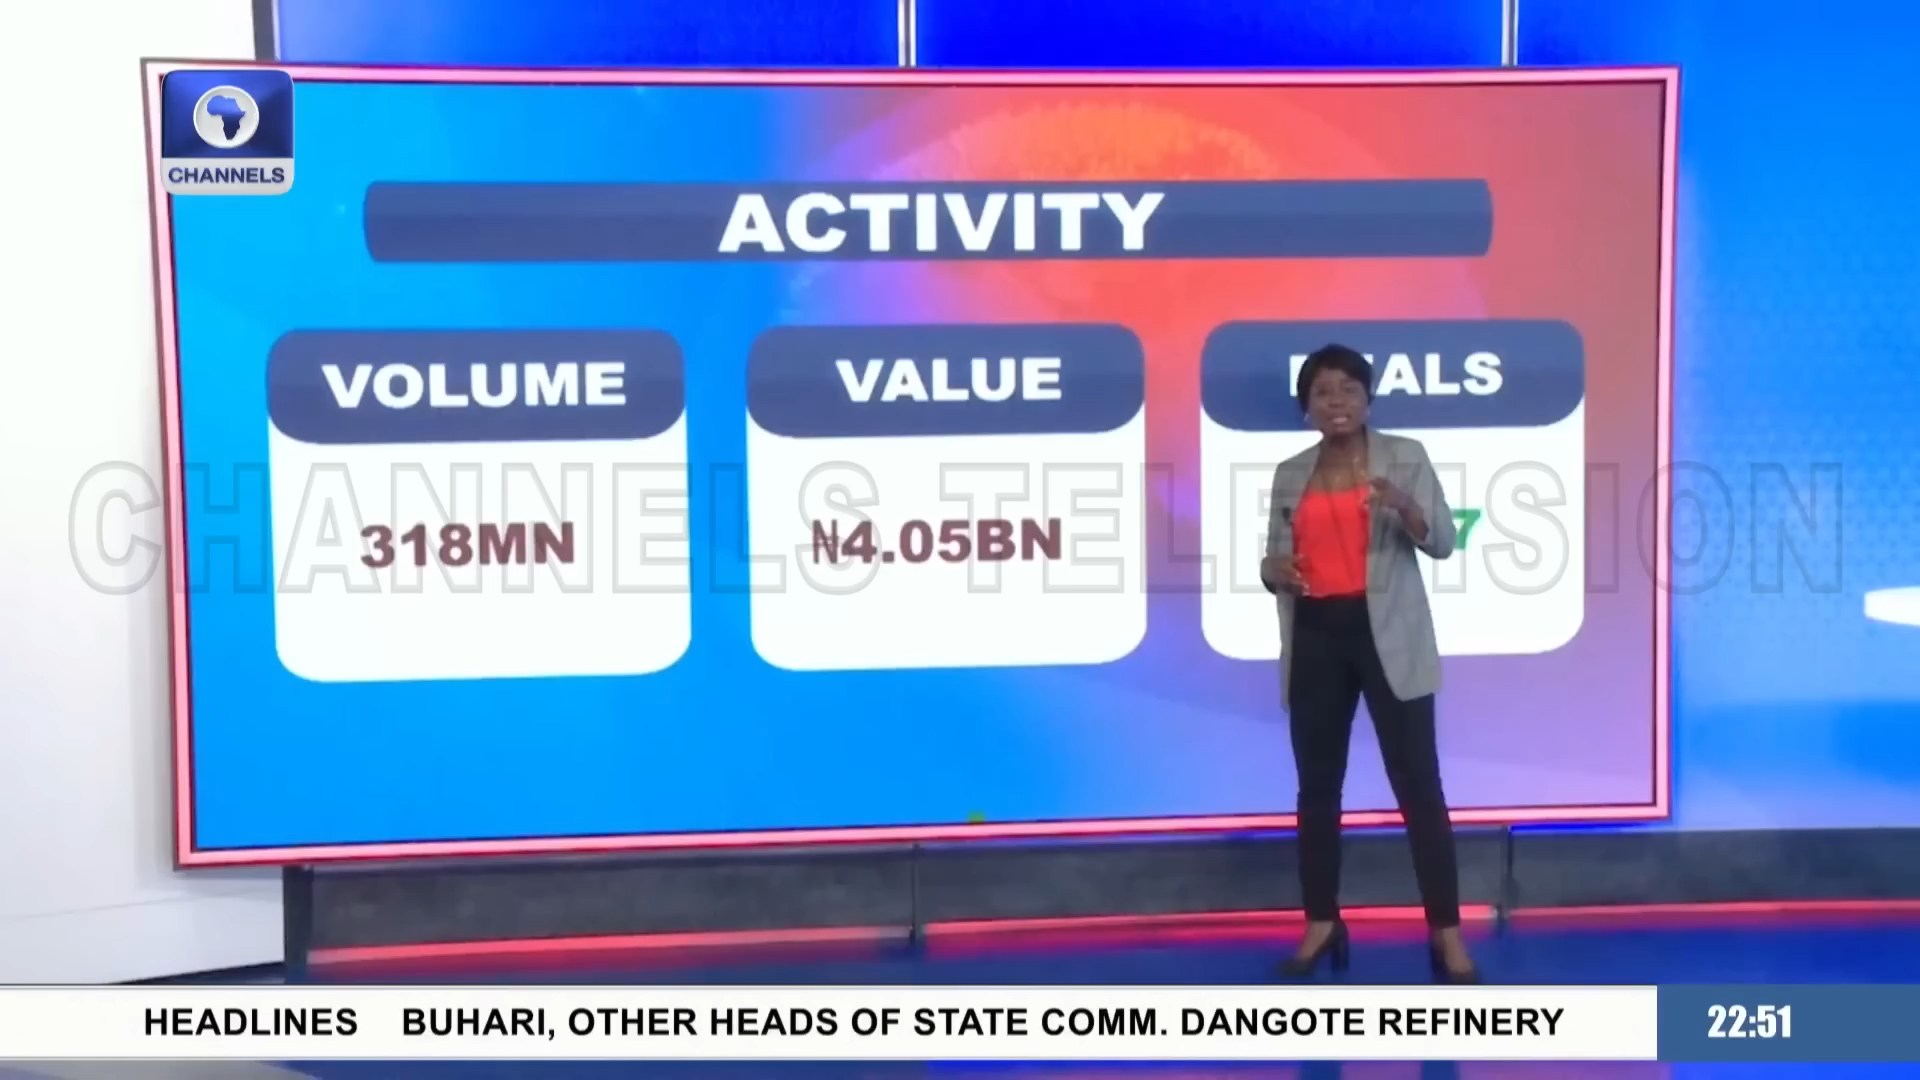 CHANNELS
ACTIVITY
VOLUME
VALUE
318MN
₦4.05BN
7
CHANNELS TELEVISION
HEADLINES BUHARI, OTHER HEADS OF STATE COMM. DANGOTE REFINERY
22:51